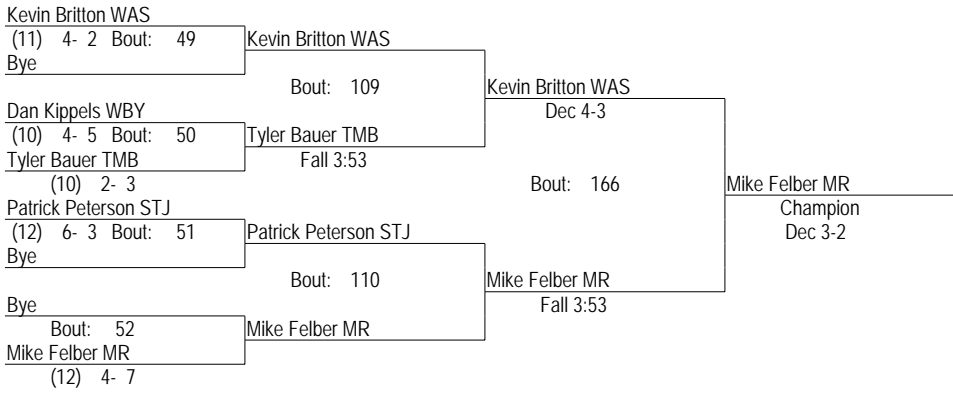 Kevin Britton WAS
(11) 4- 2 Bout: 49 Kevin Britton WAS
Bye
Bout: 109 Kevin Britton WAS
Dan Kippels WBY Dec 4-3
(10) 4- 5 Bout: 50 Tyler Bauer TMB
Tyler Bauer TMB Fall 3:53
(10) 2- 3 Bout: 166 Mike Felber MR
Patrick Peterson STJ Champion
(12) 6- 3 Bout: 51 Patrick Peterson STJ Dec 3-2
Bye
Bout: 110 Mike Felber MR
Bye Fall 3:53
Bout: 52 Mike Felber MR
Mike Felber MR
(12) 4- 7